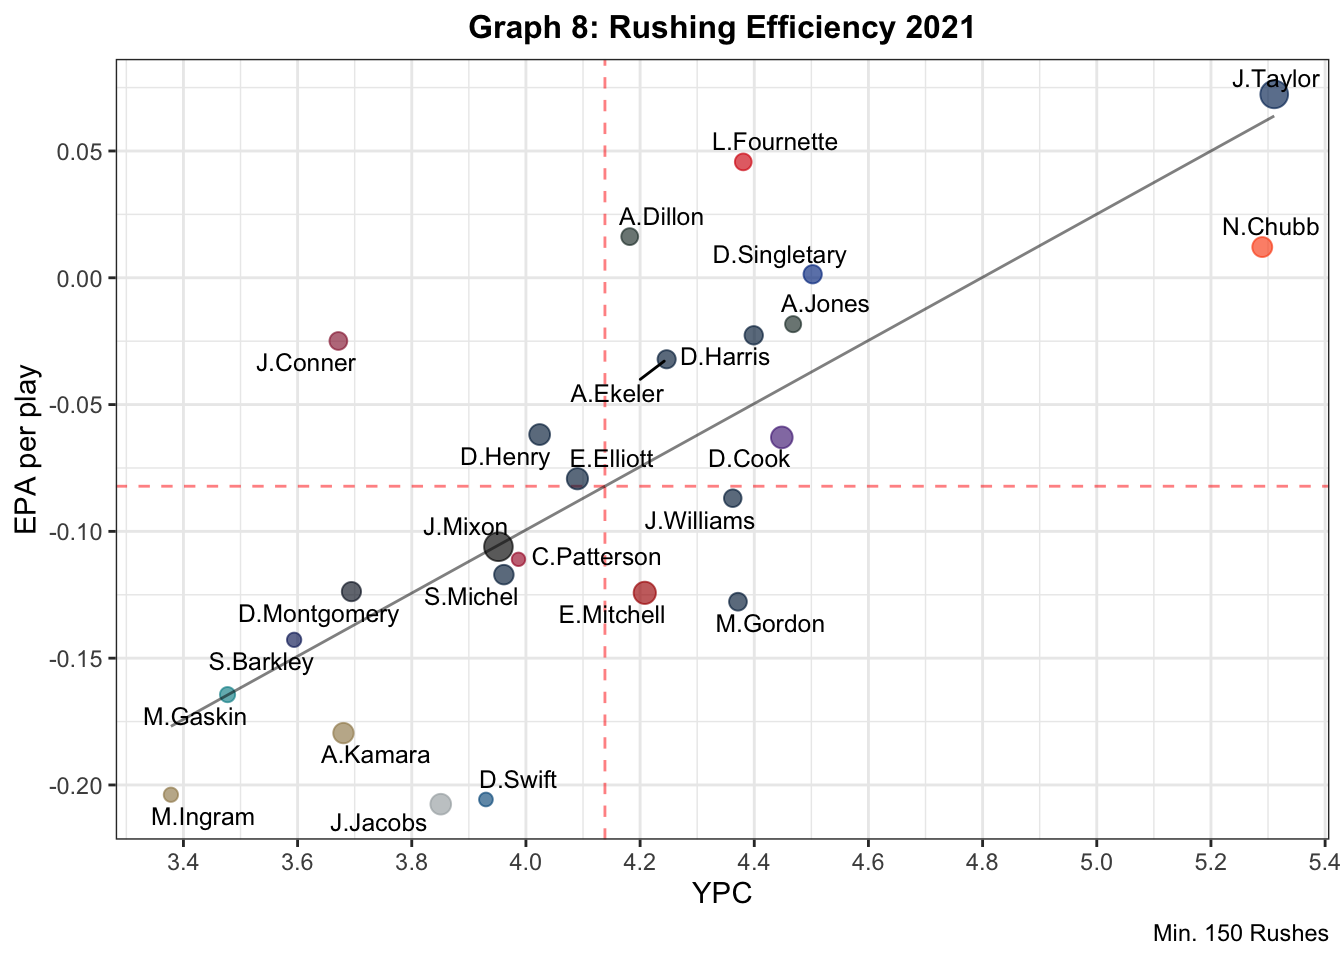 Graph 8: Rushing Efficiency 2021
J.Taylor
L.Fournette
A.Dillon
N.Chubb
D.Singletary
A.Jones
J.Conner
D.Harris
A.Ekeler
D.Henry
E.Elliott
D.Cook
J.Williams
J.Mixon
C.Patterson
S.Michel
D.Montgomery
E.Mitchell
M.Gordon
S.Barkley
M.Gaskin
A.Kamara
D.Swift
M.Ingram
J.Jacobs
EPA per play
0.05
0.00
-0.05
-0.10
-0.15
-0.20
3.4 3.6 3.8 4.0 4.2 4.4 4.6 4.8 5.0 5.2 5.4
YPC
Min. 150 Rushes